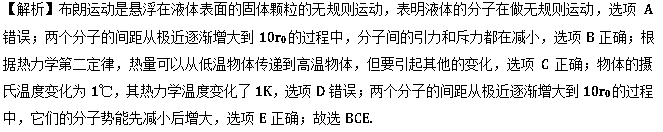 【解析】布朗运动是悬浮在液体表面的固体颗粒的无规则运动，表明液体的分子在做无规则运动，选项 A
错误；两个分子的间距从极近逐渐增大到 10r₀的过程中，分子间的引力和斥力都在减小，选项 B 正确；根
据热力学第二定律，热量可以从低温物体传递到高温物体，但要引起其他的变化，选项 C 正确；物体的摄
氏温度变化为 1℃，其热力学温度变化了 1K，选项 D 错误；两个分子的间距从极近逐渐增大到 10r₀的过程
中，它们的分子势能先减小后增大，选项 E 正确；故选 BCE.